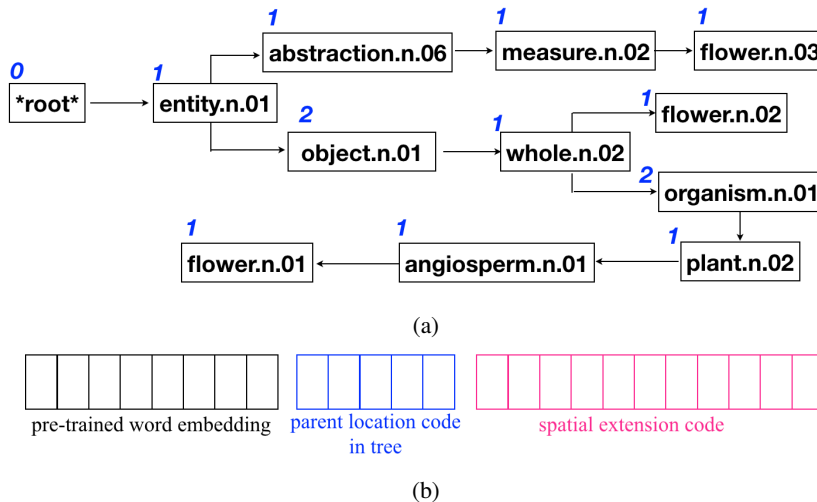 1 1 1
abstraction.n.06 measure.n.02 flower.n.03
0 1
*root* entity.n.01
1
flower.n.02
2 1
object.n.01 whole.n.02
2
organism.n.01
1 1 1
flower.n.01 angiosperm.n.01 plant.n.02
(a)
pre-trained word embedding
parent location code
in tree
spatial extension code
(b)